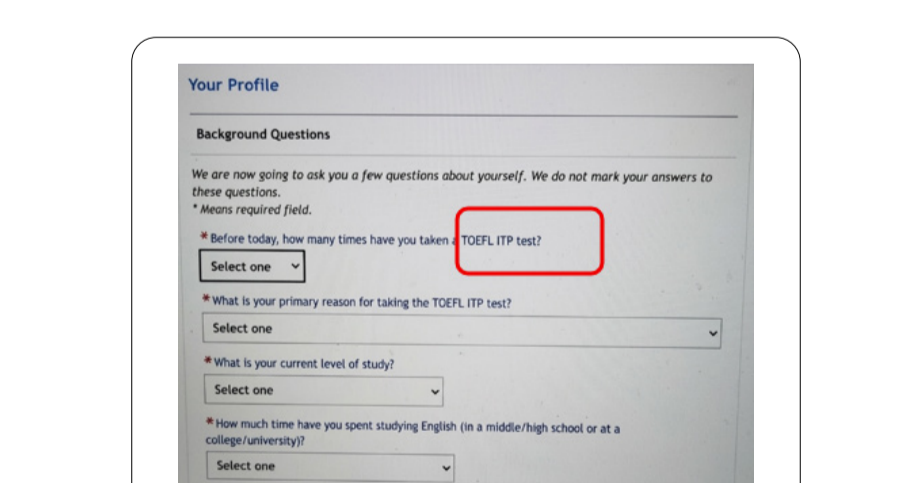 Your Profile
Background Questions
We are now going to ask you a few questions about yourself. We do not mark your answers to
these questions.
* Means required field.
* Before today, how many times have you taken a TOEFL ITP test?
Select one
* What is your primary reason for taking the TOEFL ITP test?
Select one
* What is your current level of study?
Select one
* How much time have you spent studying English (in a middle/high school or at a
college/university)?
Select one